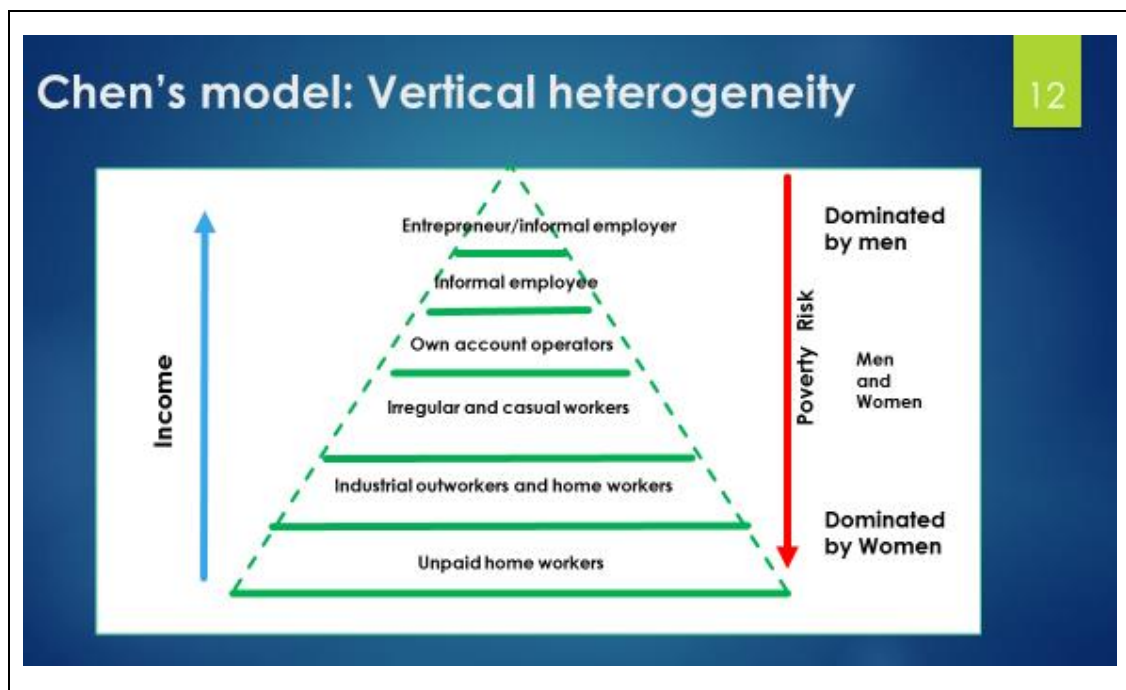 Chen's model: Vertical heterogeneity
12
Entrepreneur/informal employer
Informal employee
Own account operators
Irregular and casual workers
Industrial outworkers and home workers
Unpaid home workers
Income
Poverty Risk
Dominated
by men
Men
and
Women
Dominated
by Women